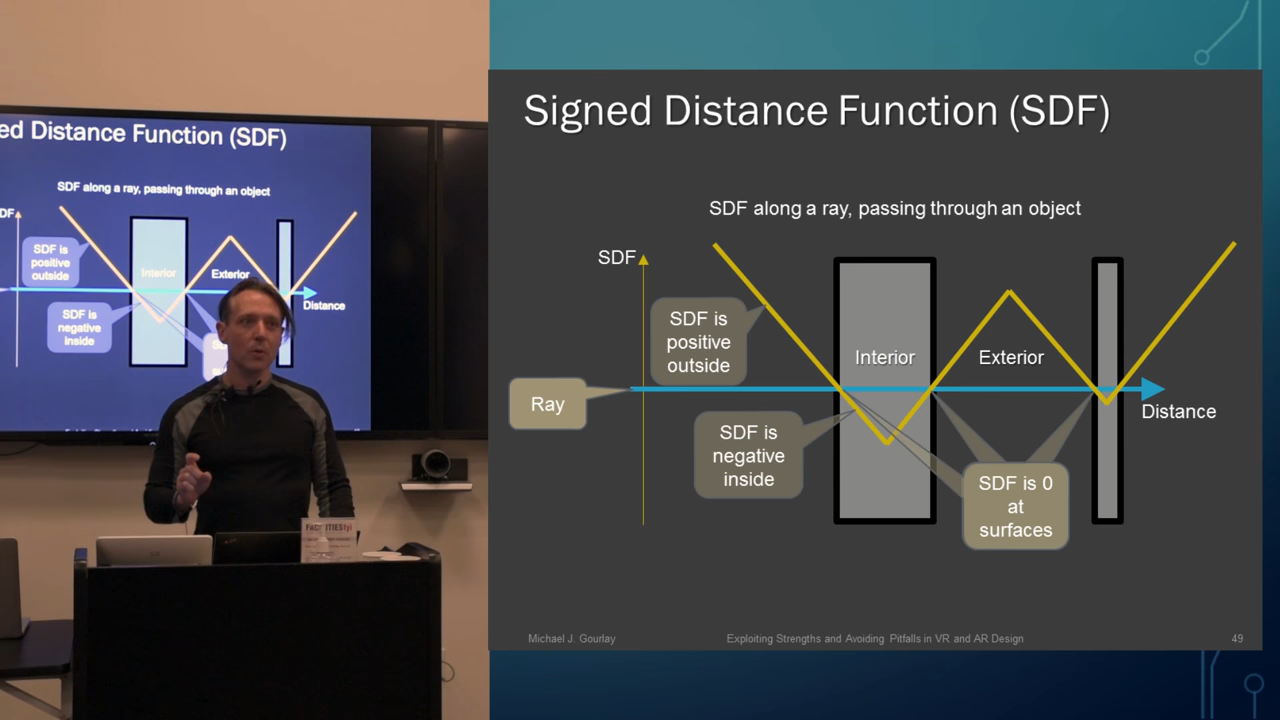 ed Distance Function (SDF)
SDF along a ray, passing through an object
DF
SDF is
positive
outside
Interior
Exterior
Distance
SDF is
negative
inside
Signed Distance Function (SDF)
SDF along a ray, passing through an object
SDF
SDF is
positive
outside
Interior
Exterior
Ray
Distance
SDF is
negative
inside
SDF is 0
at
surfaces
Michael J. Gourlay
Exploiting Strengths and Avoiding Pitfalls in VR and AR Design
49